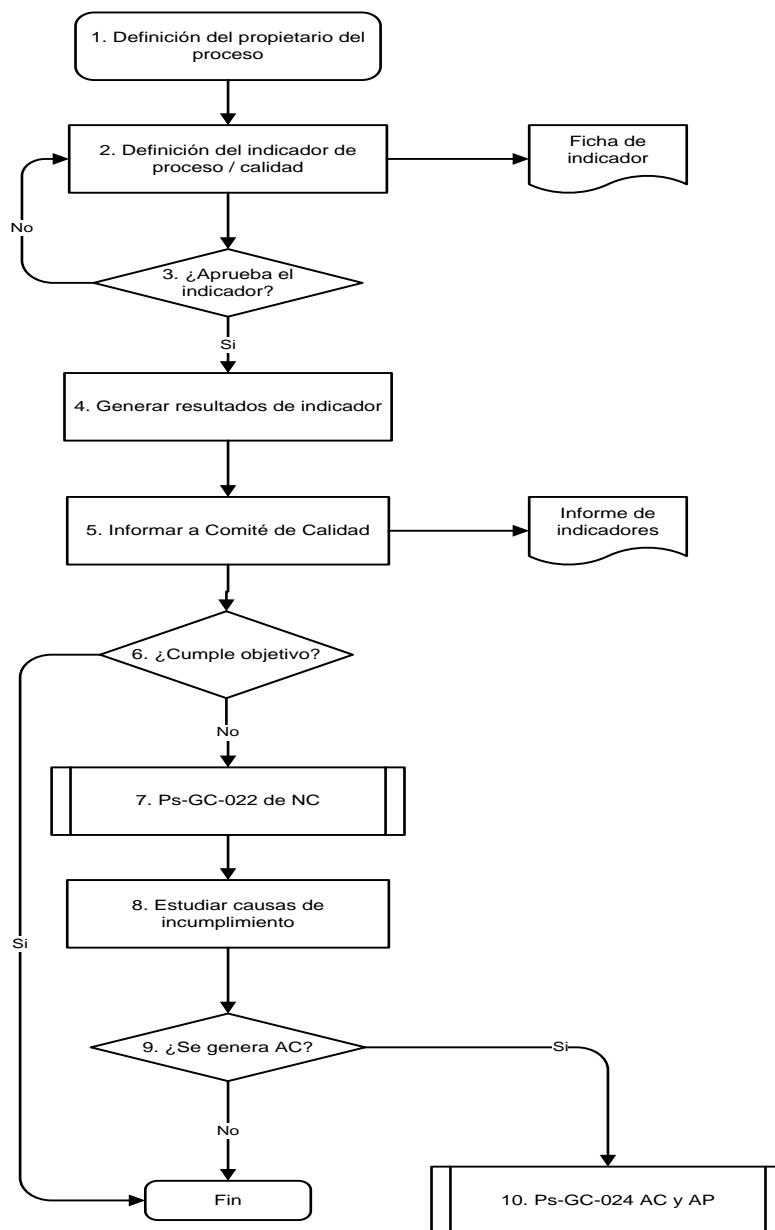 1. Definición del propietario del
proceso
2. Definición del indicador de
proceso / calidad
Ficha de
indicador
No
3. ¿Aprueba el
indicador?
Si
4. Generar resultados de indicador
5. Informar a Comité de Calidad
Informe de
indicadores
6. ¿Cumple objetivo?
No
7. Ps-GC-022 de NC
8. Estudiar causas de
incumplimiento
Si
9. ¿Se genera AC?
Si
No
Fin
10. Ps-GC-024 AC y AP